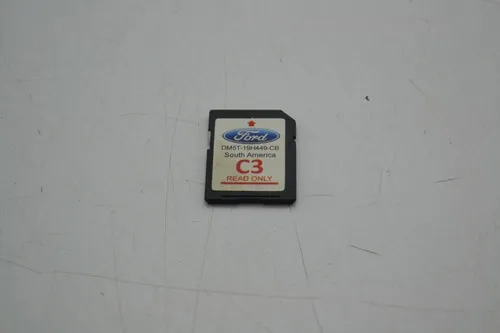 Ford
DM5T-19H449-CB
South America
C3
READ ONLY